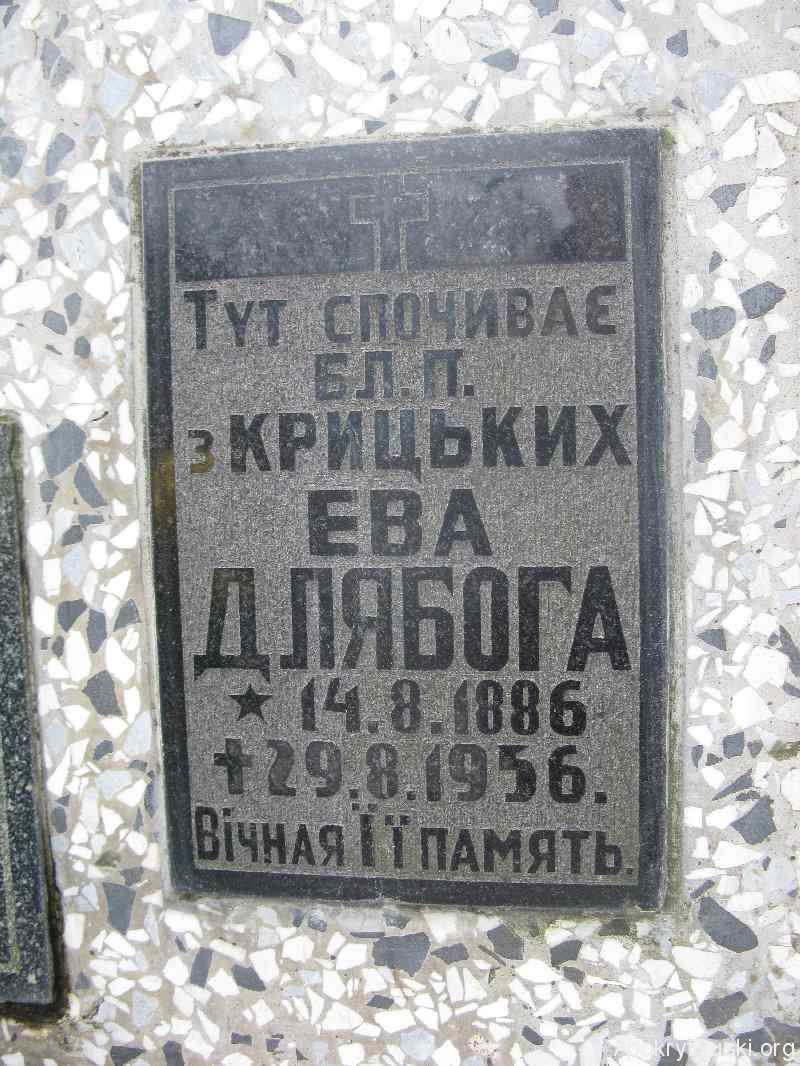 Тут спочиває
бл. п.
з КРИЦЬКИХ
ЕВА
ДЛЯБОГА
★ 14.8.1886
✝ 29.8.1956.
Вічная Її память.